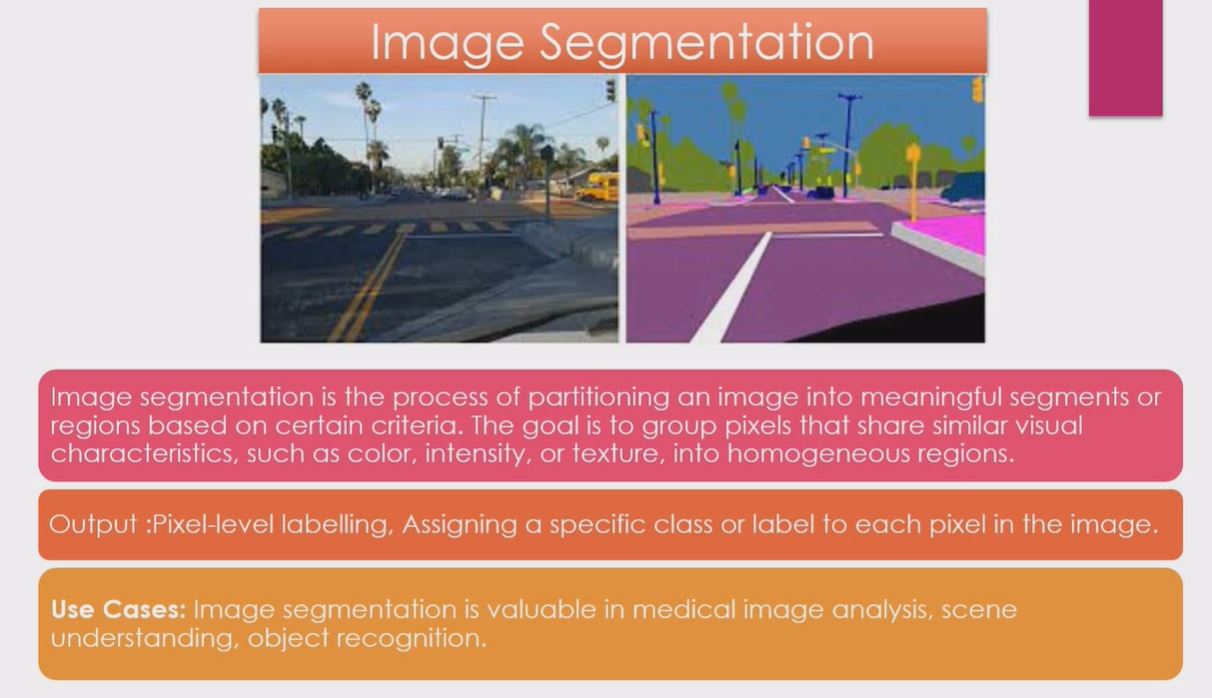 Image Segmentation
Image segmentation is the process of partitioning an image into meaningful segments or
regions based on certain criteria. The goal is to group pixels that share similar visual
characteristics, such as color, intensity, or texture, into homogeneous regions.
Output :Pixel-level labelling, Assigning a specific class or label to each pixel in the image.
Use Cases: Image segmentation is valuable in medical image analysis, scene
understanding, object recognition.